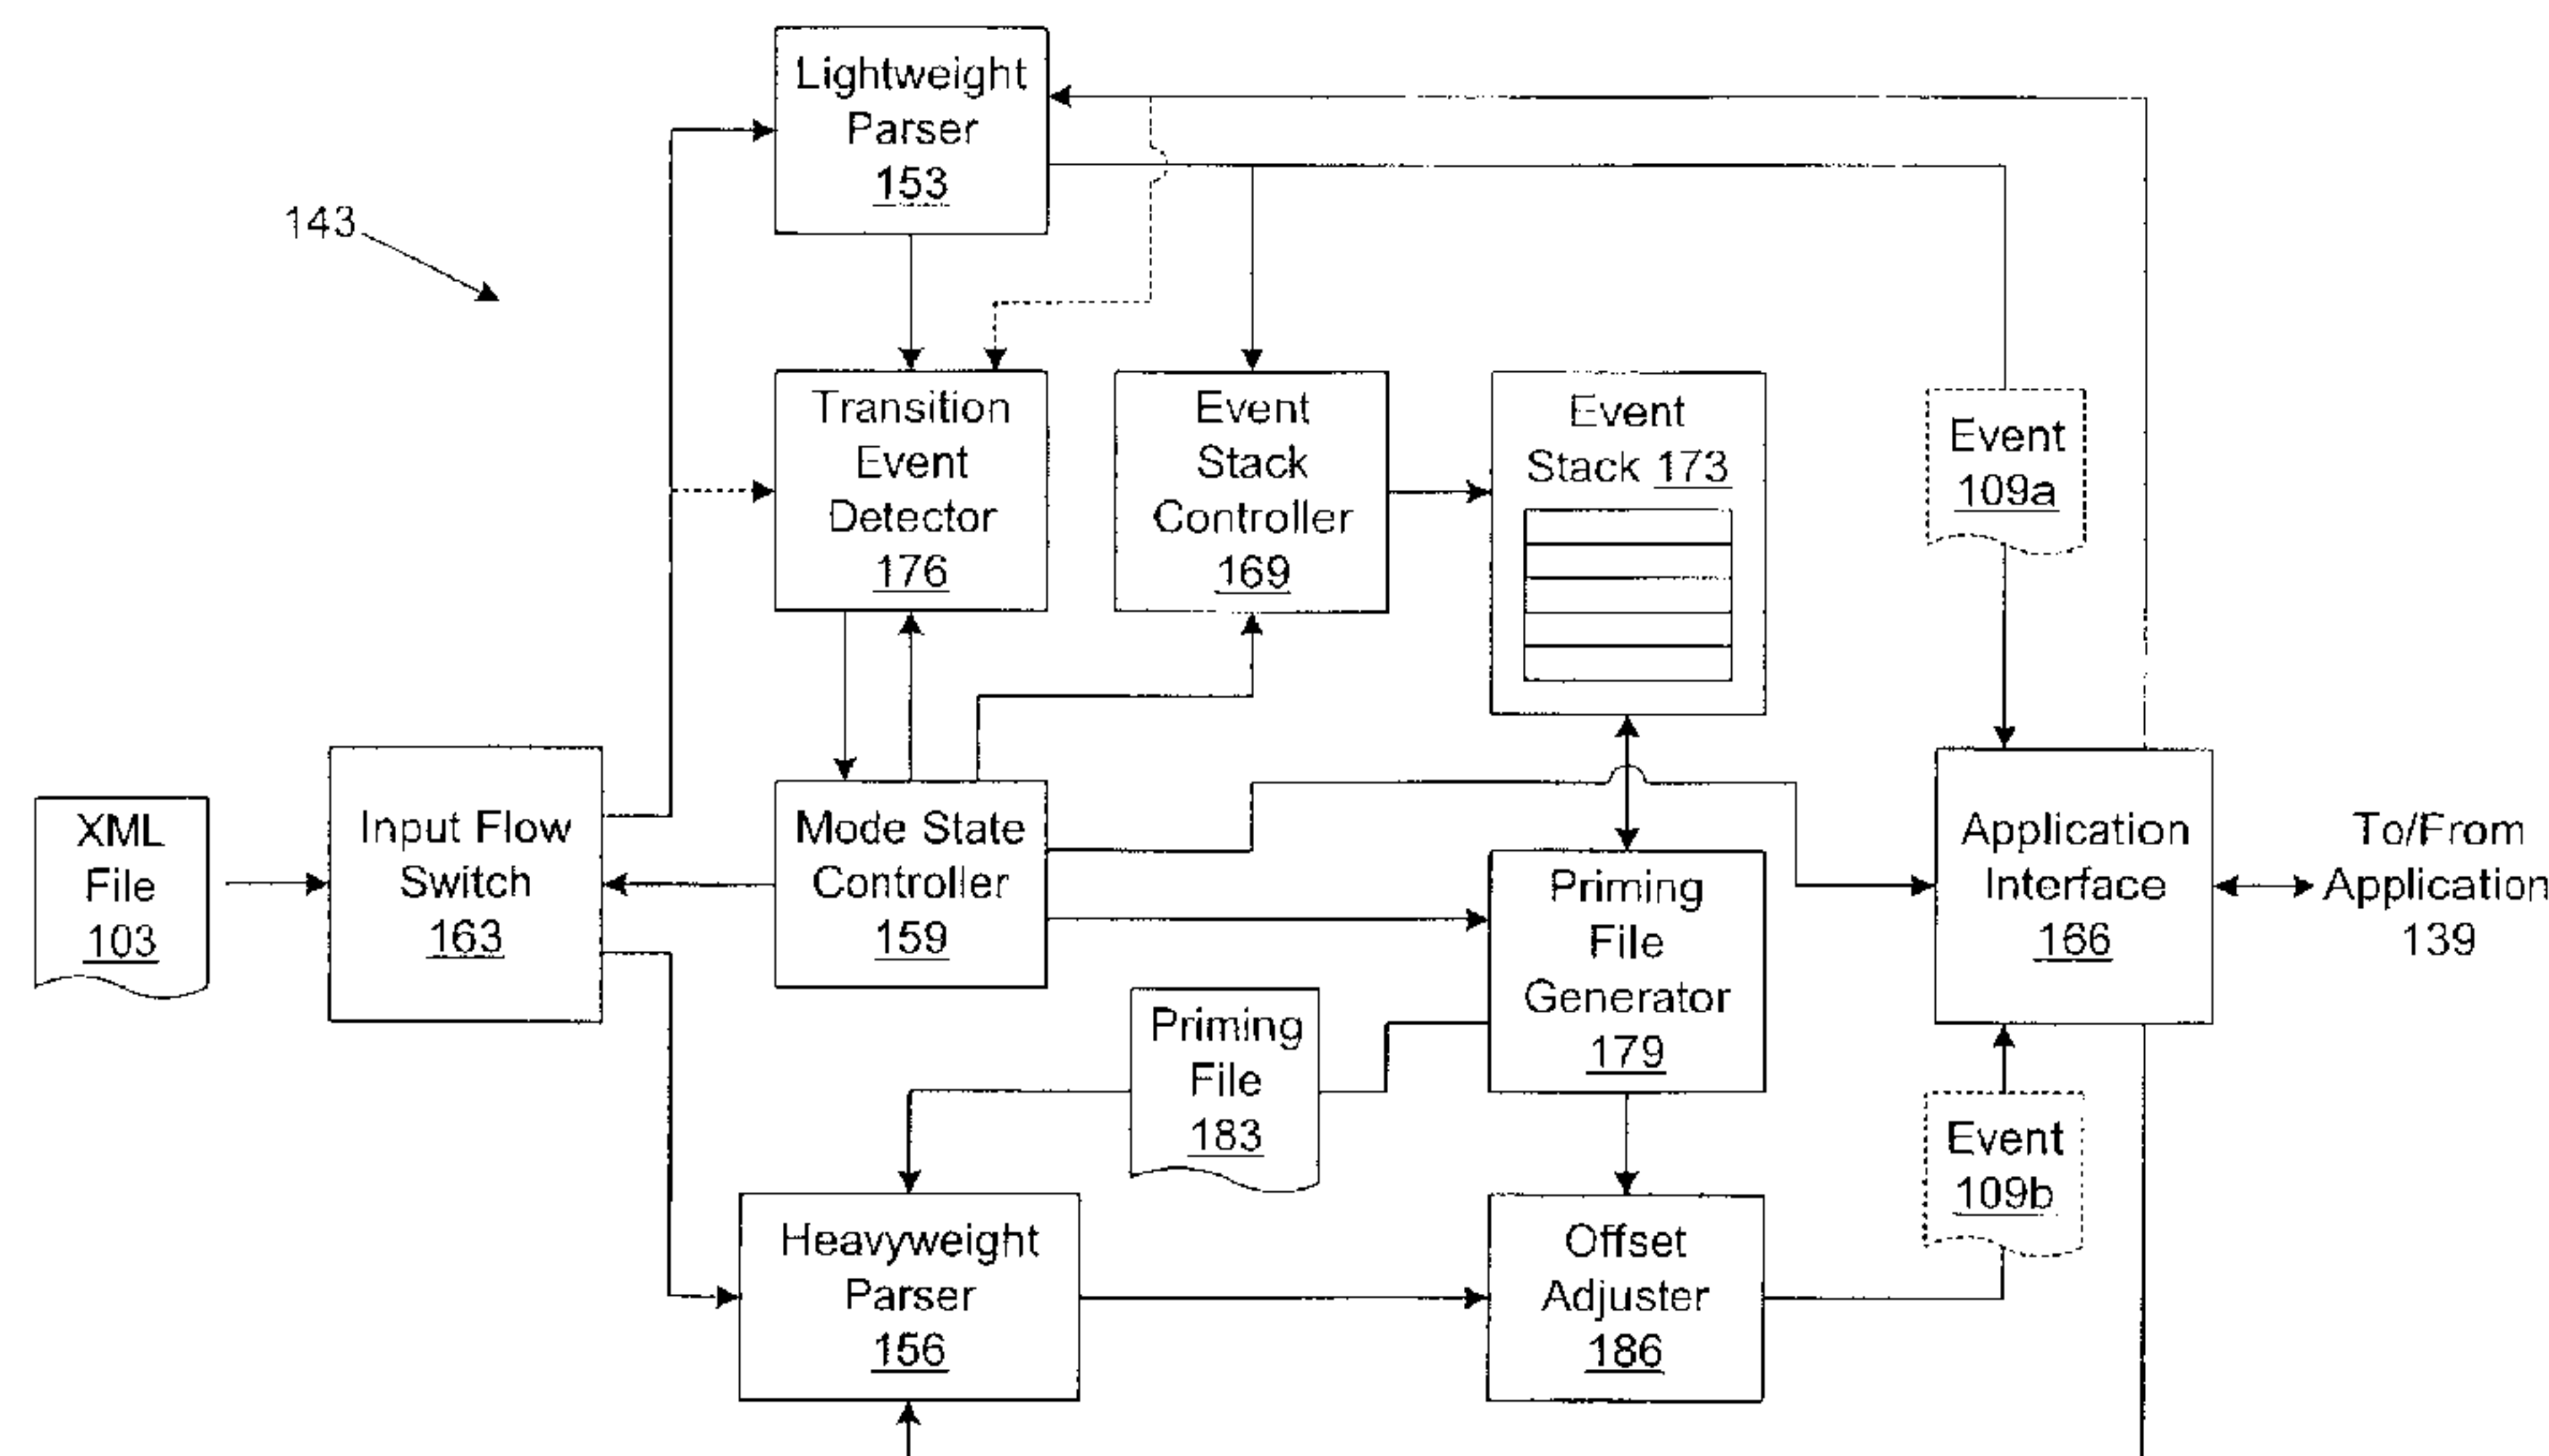 Lightweight
Parser
153
143
Transition
Event
Detector
176
Event
Stack
Controller
169
Event
Stack 173
Event
109a
XML
File
103
Input Flow
Switch
163
Mode State
Controller
159
Priming
File
Generator
179
Application
Interface
166
To/From
Application
139
Priming
File
183
Event
109b
Heavyweight
Parser
156
Offset
Adjuster
186